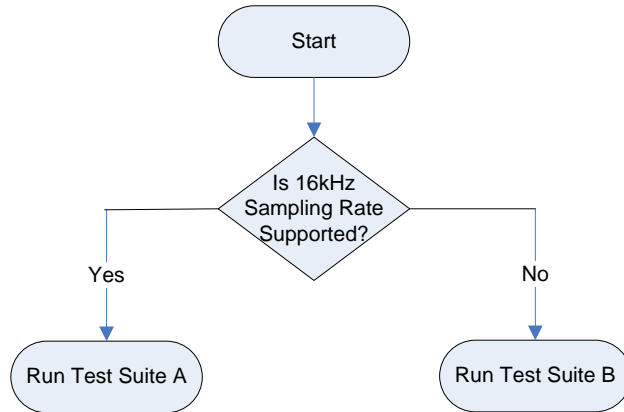 Start
Is 16kHz
Sampling Rate
Supported?
Yes
No
Run Test Suite A
Run Test Suite B